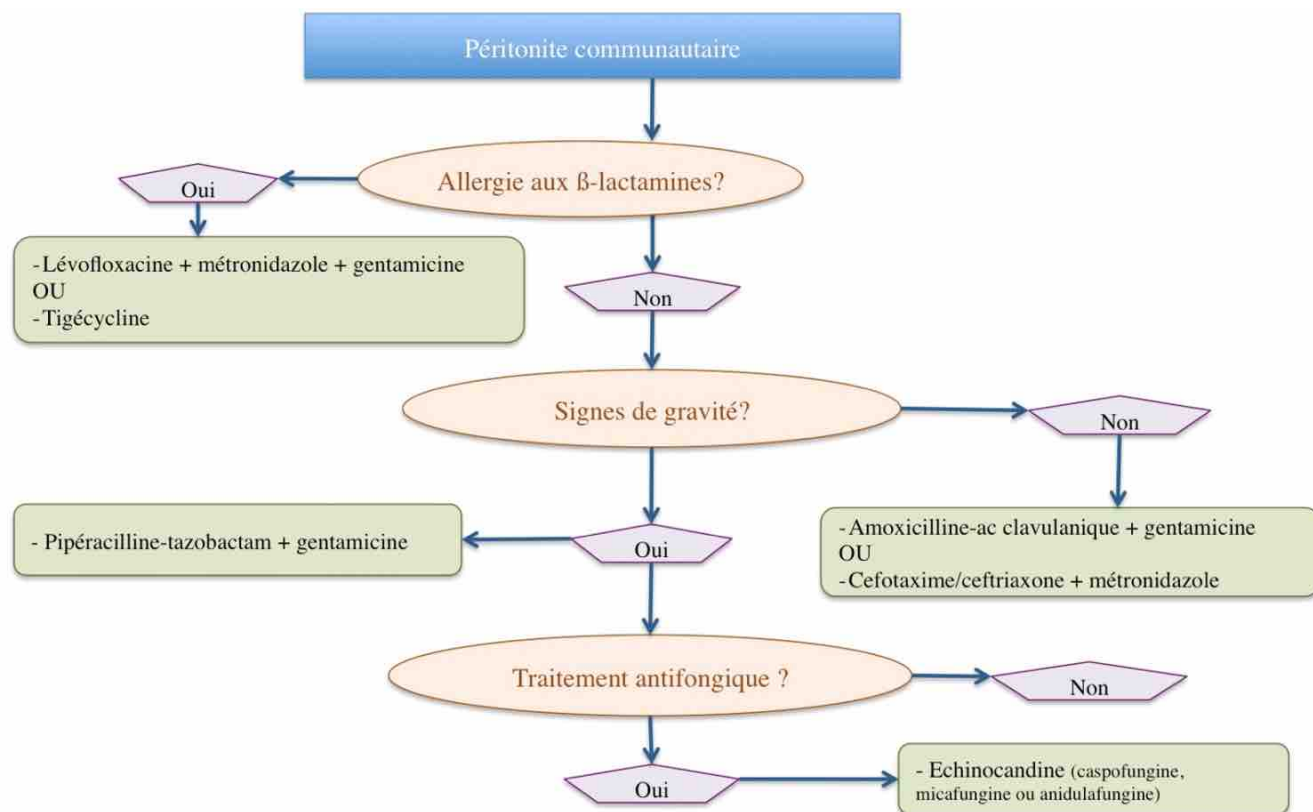 Péritonite communautaire
Allergie aux ß-lactamines?
Oui
-Lévofloxacine + métronidazole + gentamicine
OU
-Tigécycline
Non
Signes de gravité?
Non
-Amoxicilline-ac clavulanique + gentamicine
OU
-Cefotaxime/ceftriaxone + métronidazole
Oui
- Pipéracilline-tazobactam + gentamicine
Traitement antifongique ?
Non
Oui
- Echinocandine (caspofungine,
micafungine ou anidulafungine)